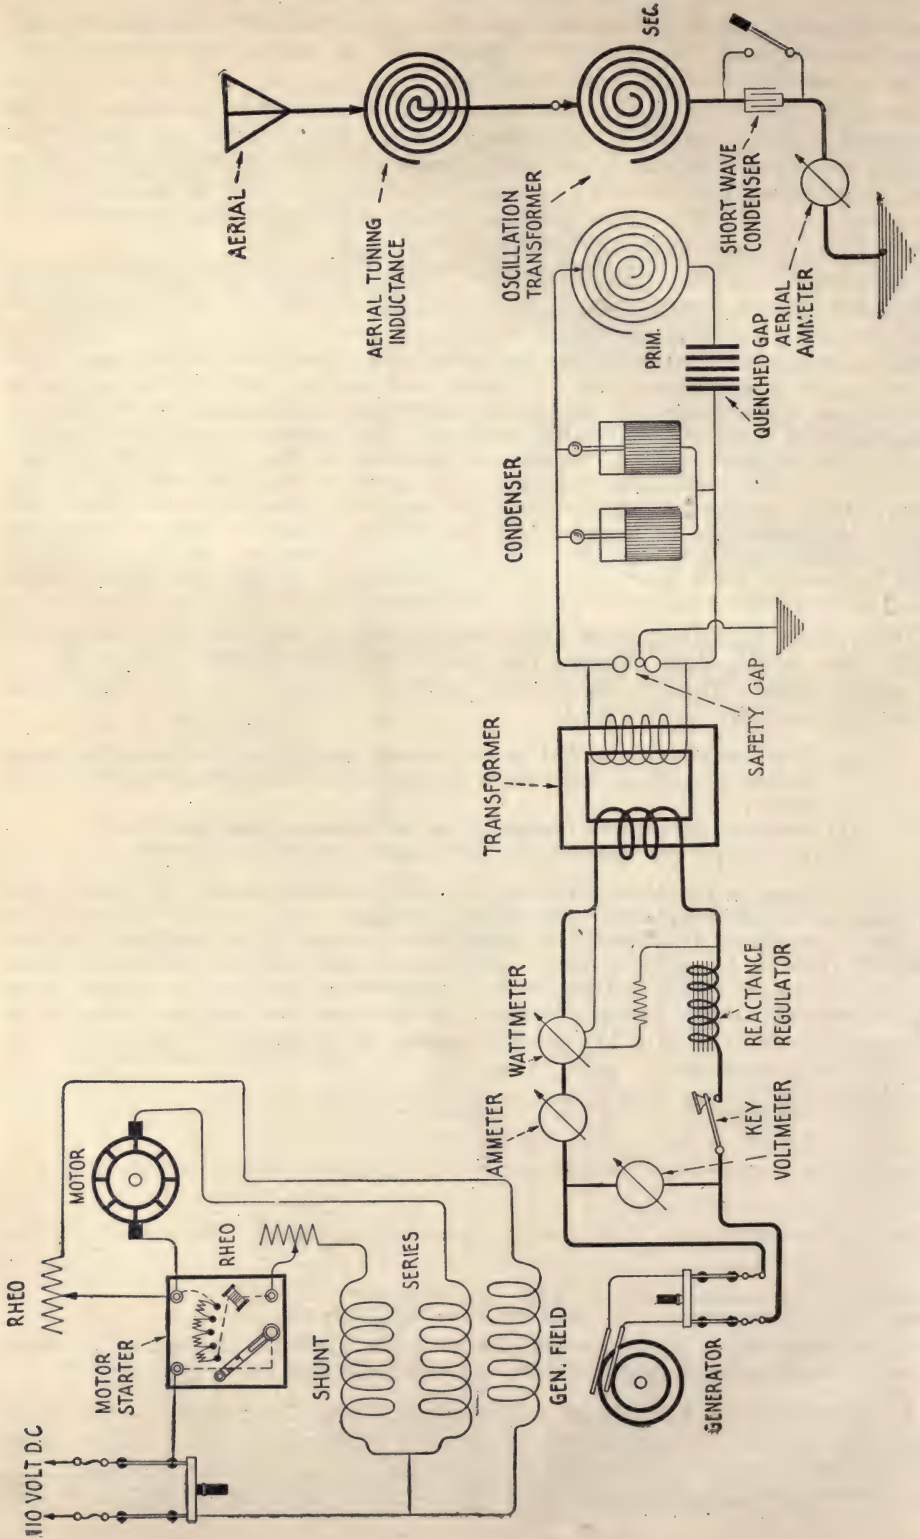 110 VOLT D.C
RHEO
MOTOR
STARTER
MOTOR
RHEO
SHUNT
SERIES
GEN. FIELD
GENERATOR
AMMETER
WATTMETER
KEY
VOLTMETER
REACTANCE
REGULATOR
TRANSFORMER
SAFETY GAP
CONDENSER
QUENCHED GAP
PRIM.
OSCILLATION
TRANSFORMER
SEC.
AERIAL
AERIAL TUNING
INDUCTANCE
SHORT WAVE
CONDENSER
AERIAL
AMMETER